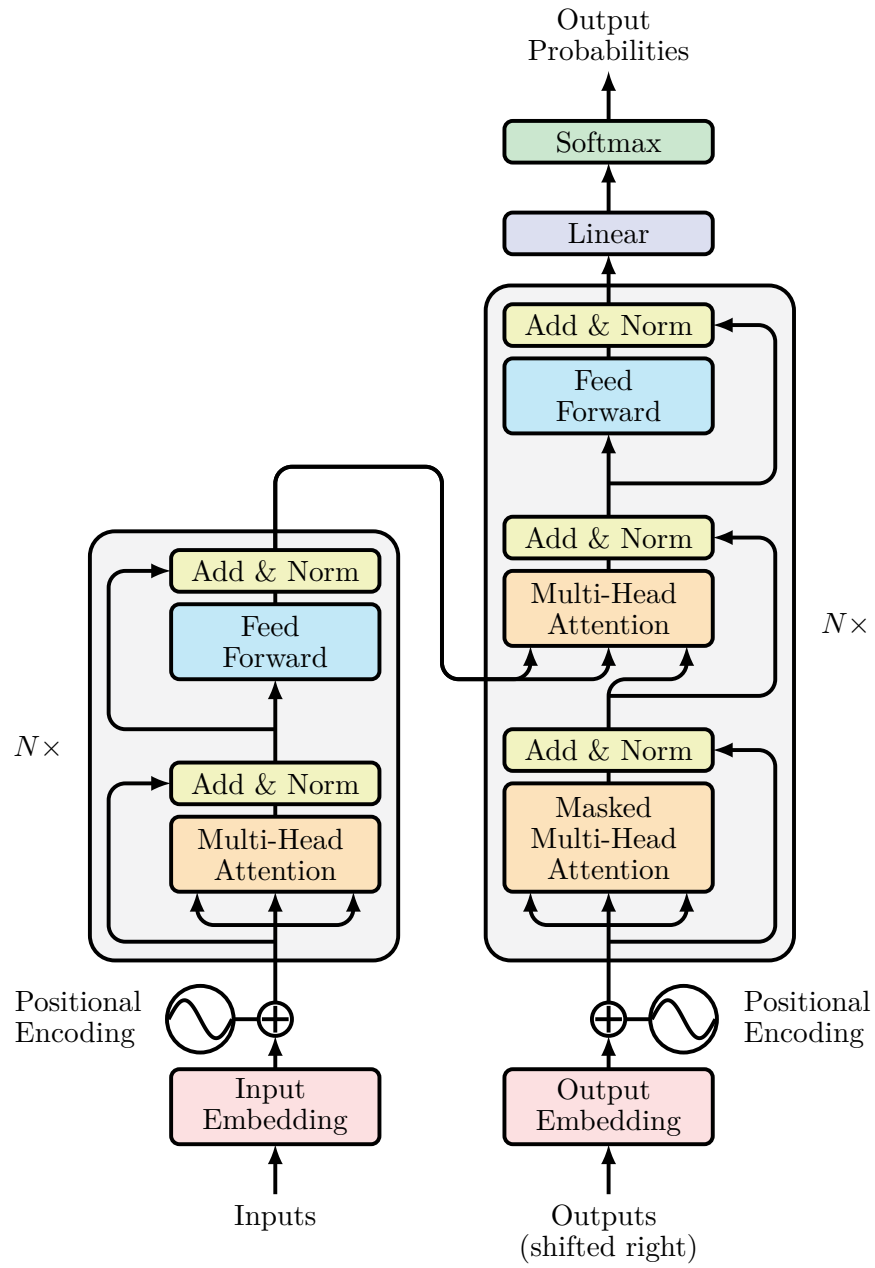 Output
Probabilities
Softmax
Linear
Add & Norm
Feed
Forward
Add & Norm
Multi-Head
Attention
N×
Add & Norm
Masked
Multi-Head
Attention
Add & Norm
Feed
Forward
N×
Add & Norm
Multi-Head
Attention
Positional
Encoding
Positional
Encoding
Input
Embedding
Output
Embedding
Inputs
Outputs
(shifted right)